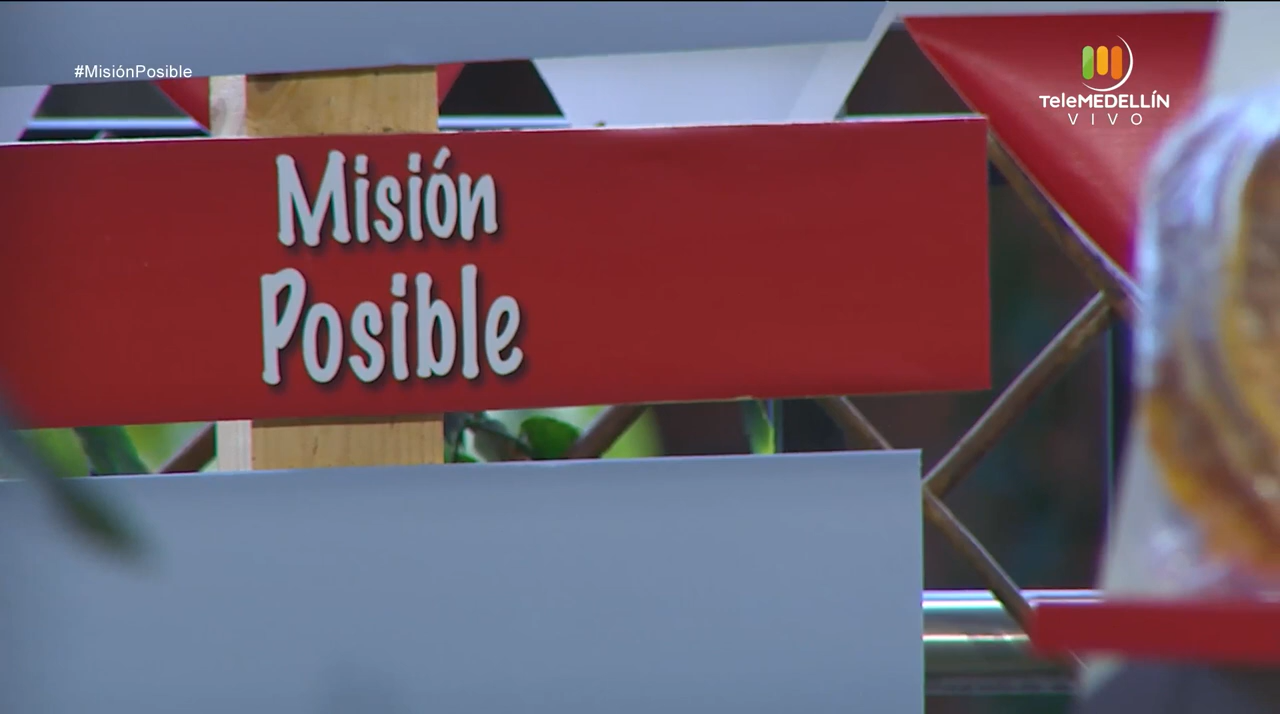 #MisiónPosible
TeleMEDELLÍN
VIVO
Misión
Posible